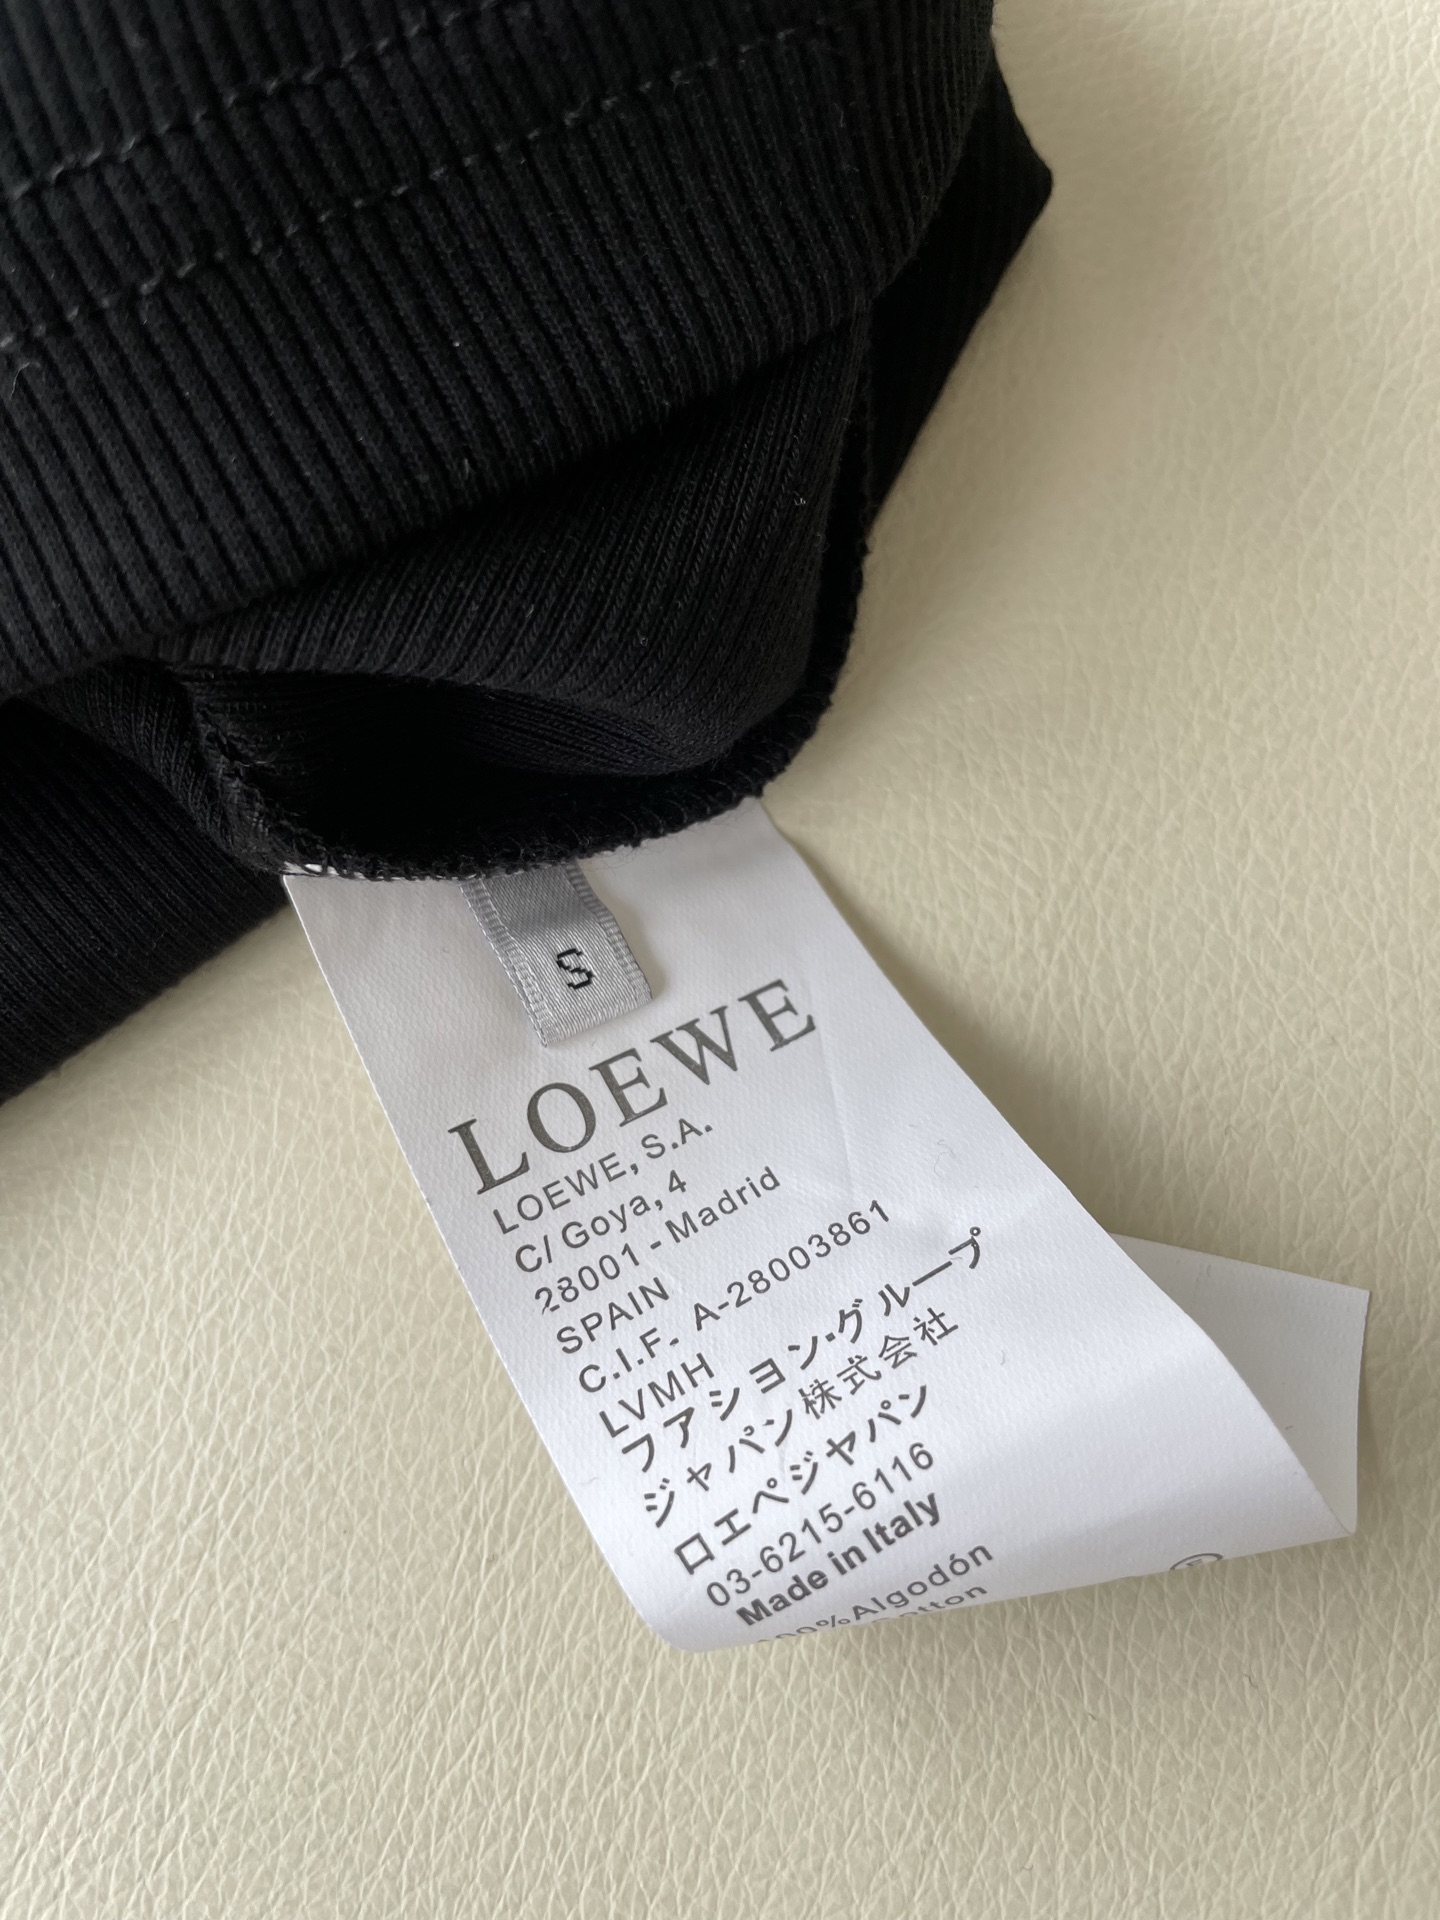 S
LOEWE
LOEWE, S.A.
C/ Goya, 4
28001 - Madrid
SPAIN
C.I.F. A-28003861
LVMH
ファション・グループ
ジャパン株式会社
ロエペジャパン
03-6215-6116
Made in Italy
100%Algodón
Cotton